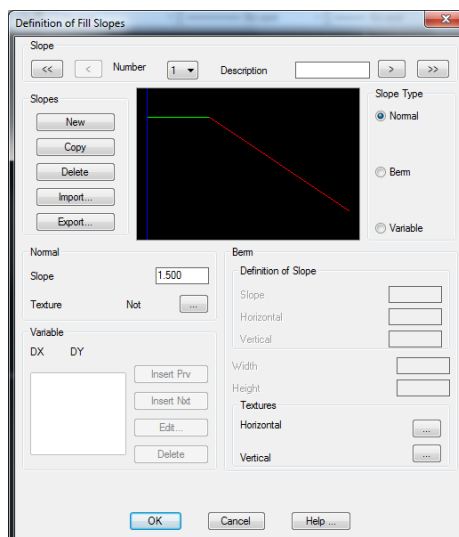 Definition of Fill Slopes
Slope
<< < Number 1 Description > >>
Slopes
New
Copy
Delete
Import...
Export...
Slope Type
Normal
Berm
Variable
Normal
Slope 1.500
Texture Not ...
Variable
DX DY
Insert Prv
Insert Nxt
Edit...
Delete
Berm
Definition of Slope
Slope
Horizontal
Vertical
Width
Height
Textures
Horizontal ...
Vertical ...
OK Cancel Help ...